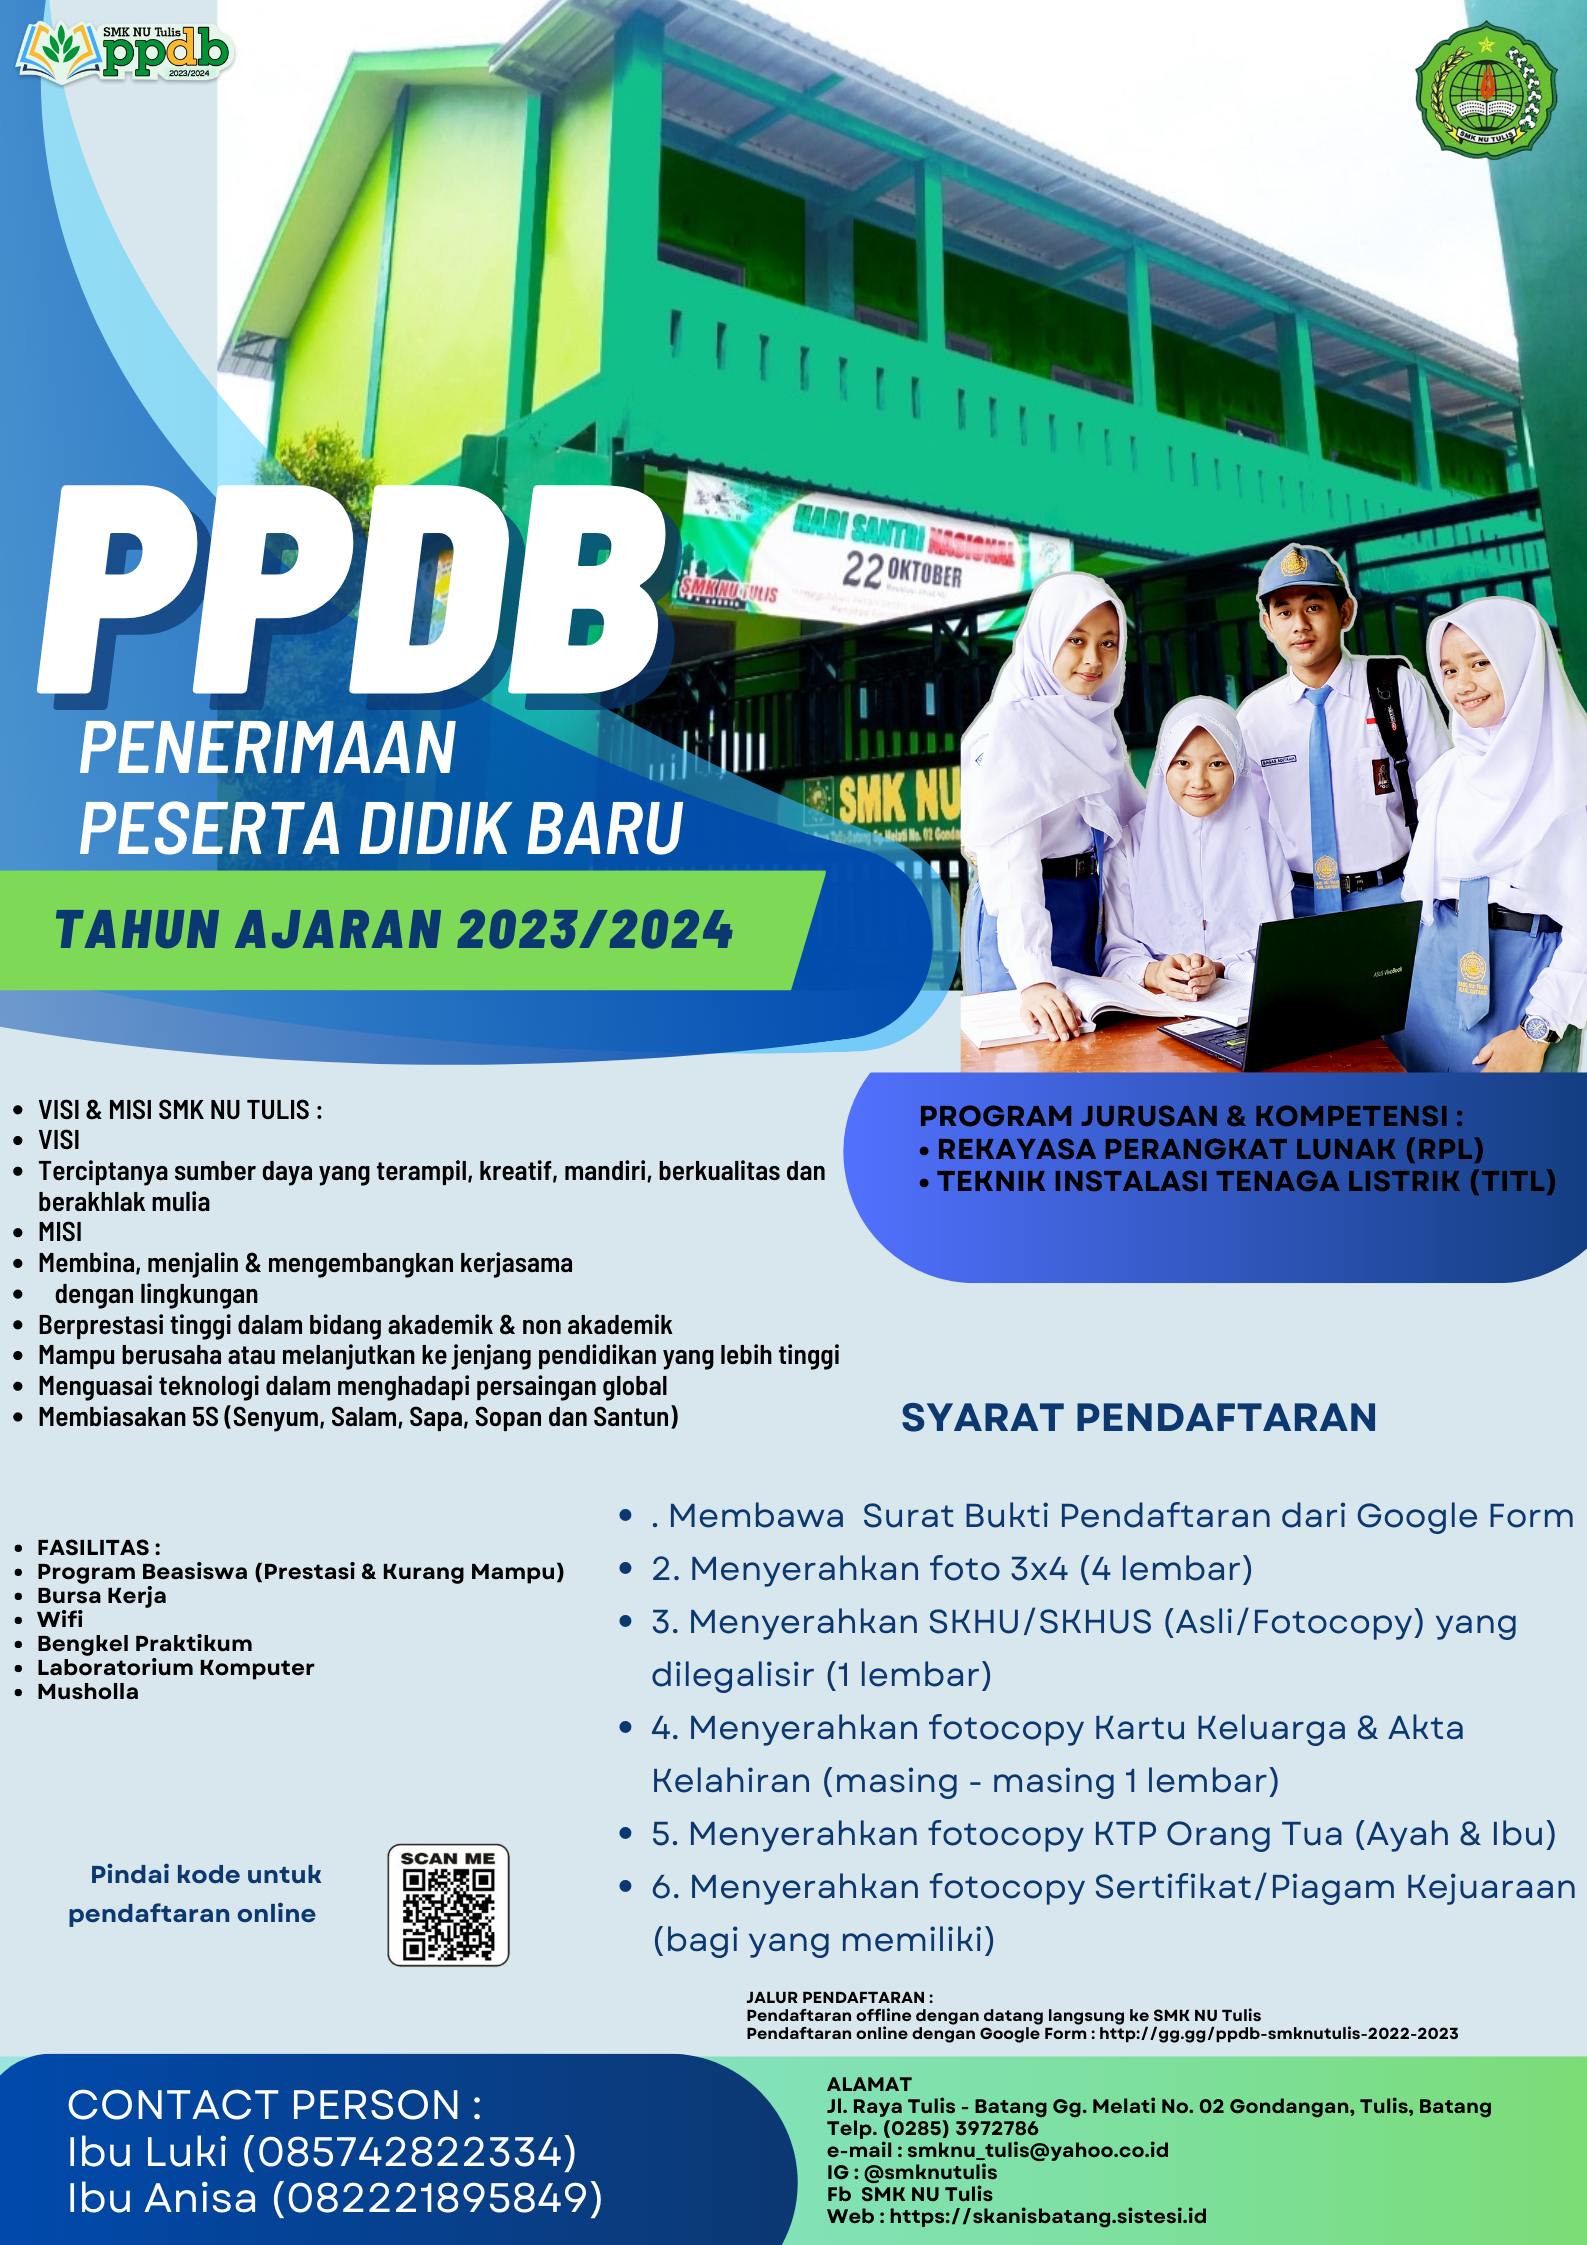 SMK NU Tulis
ppdb
2023/2024
SMK NU TULIS
HARI SANTRI NASIONAL
22 OKTOBER
SMK NU TULIS
PPDB
PENERIMAAN
PESERTA DIDIK BARU
SMK NU
TAHUN AJARAN 2023/2024
ASUS VivoBook
• VISI & MISI SMK NU TULIS :
• VISI
• Terciptanya sumber daya yang terampil, kreatif, mandiri, berkualitas dan
berakhlak mulia
• MISI
• Membina, menjalin & mengembangkan kerjasama
• dengan lingkungan
• Berprestasi tinggi dalam bidang akademik & non akademik
• Mampu berusaha atau melanjutkan ke jenjang pendidikan yang lebih tinggi
• Menguasai teknologi dalam menghadapi persaingan global
• Membiasakan 5S (Senyum, Salam, Sapa, Sopan dan Santun)
PROGRAM JURUSAN & KOMPETENSI :
• REKAYASA PERANGKAT LUNAK (RPL)
• TEKNIK INSTALASI TENAGA LISTRIK (TITL)
• FASILITAS :
• Program Beasiswa (Prestasi & Kurang Mampu)
• Bursa Kerja
• Wifi
• Bengkel Praktikum
• Laboratorium Komputer
• Musholla
SYARAT PENDAFTARAN
• . Membawa  Surat Bukti Pendaftaran dari Google Form
• 2. Menyerahkan foto 3x4 (4 lembar)
• 3. Menyerahkan SKHU/SKHUS (Asli/Fotocopy) yang
dilegalisir (1 lembar)
• 4. Menyerahkan fotocopy Kartu Keluarga & Akta
Kelahiran (masing - masing 1 lembar)
• 5. Menyerahkan fotocopy KTP Orang Tua (Ayah & Ibu)
• 6. Menyerahkan fotocopy Sertifikat/Piagam Kejuaraan
(bagi yang memiliki)
Pindai kode untuk
pendaftaran online
SCAN ME
JALUR PENDAFTARAN :
Pendaftaran offline dengan datang langsung ke SMK NU Tulis
Pendaftaran online dengan Google Form : http://gg.gg/ppdb-smknutulis-2022-2023
CONTACT PERSON :
Ibu Luki (085742822334)
Ibu Anisa (082221895849)
ALAMAT
Jl. Raya Tulis - Batang Gg. Melati No. 02 Gondangan, Tulis, Batang
Telp. (0285) 3972786
e-mail : smknu_tulis@yahoo.co.id
IG : @smknutulis
Fb  SMK NU Tulis
Web : https://skanisbatang.sistesi.id